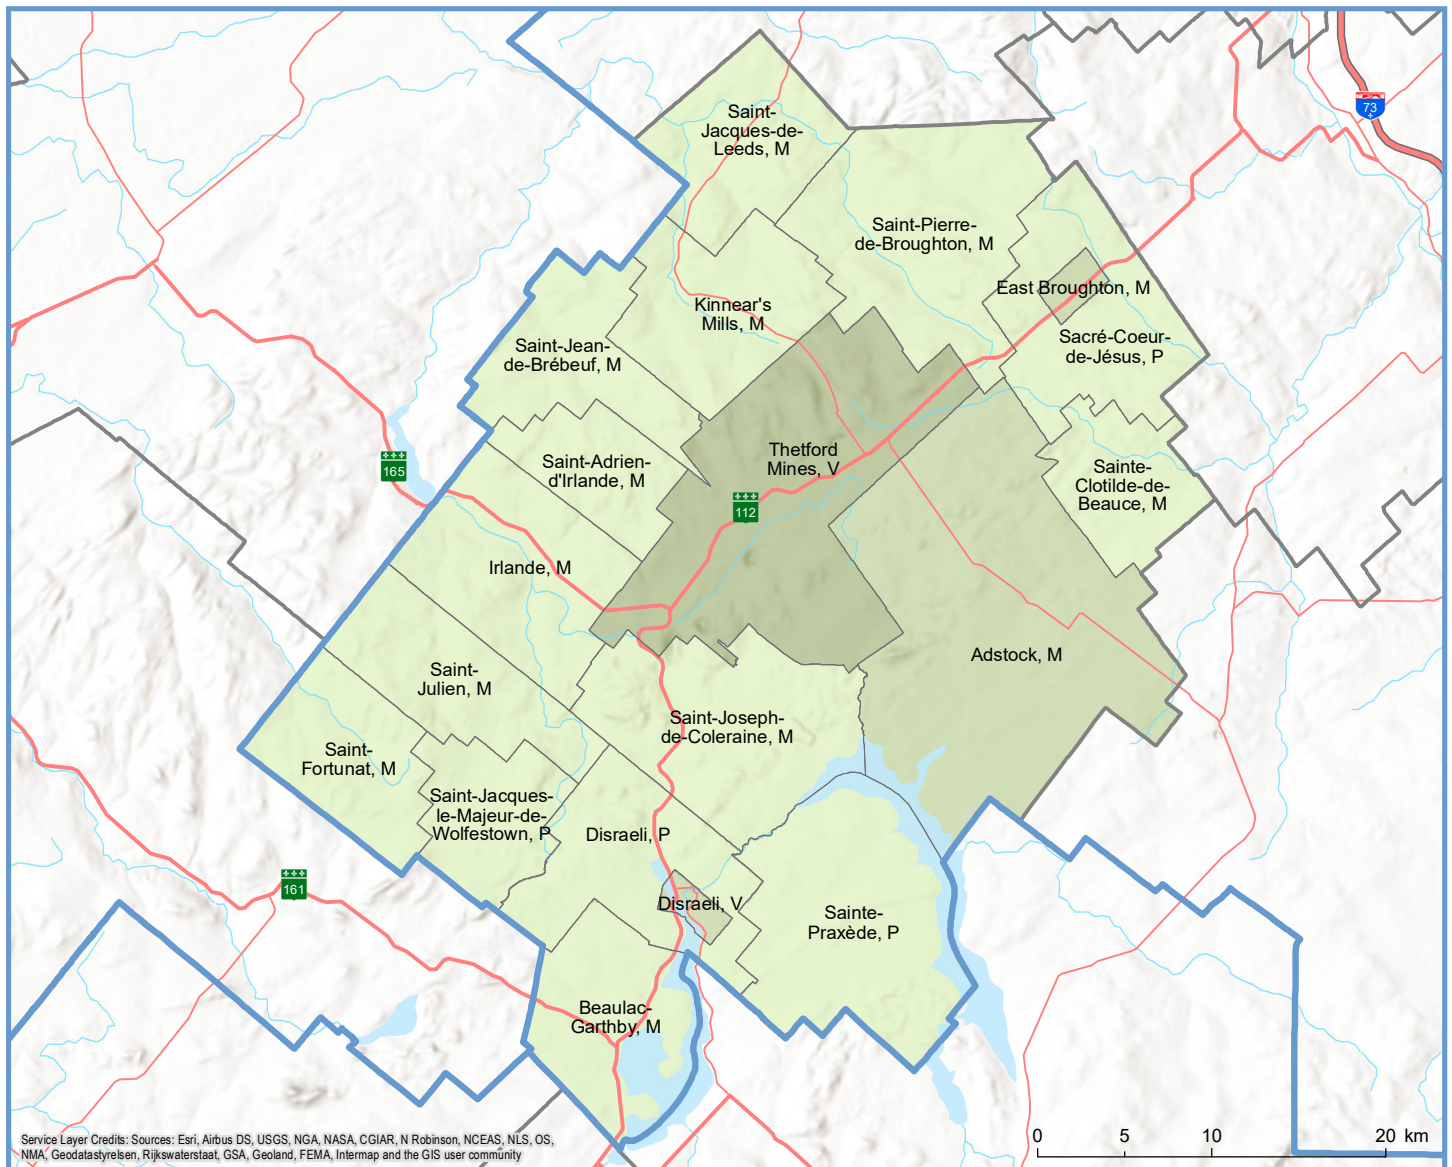 Saint-
Jacques-de-
Leeds, M
73
Saint-Pierre-
de-Broughton, M
East Broughton, M
Kinnear's
Mills, M
Sacré-Coeur-
de-Jésus, P
Saint-Jean-
de-Brébeuf, M
Thetford
Mines, V
165
Saint-Adrien-
d'Irlande, M
Sainte-
Clotilde-de-
Beauce, M
112
Irlande, M
Adstock, M
Saint-
Julien, M
Saint-Joseph-
de-Coleraine, M
Saint-
Fortunat, M
Saint-Jacques-
le-Majeur-de-
Wolfestown, P
Disraeli, P
161
Disraeli, V
Sainte-
Praxède, P
Beaulac-
Garthby, M
Service Layer Credits: Sources: Esri, Airbus DS, USGS, NGA, NASA, CGIAR, N Robinson, NCEAS, NLS, OS,
NMA, Geodatastyrelsen, Rijkswaterstaat, GSA, Geoland, FEMA, Intermap and the GIS user community
0 5 10 20 km